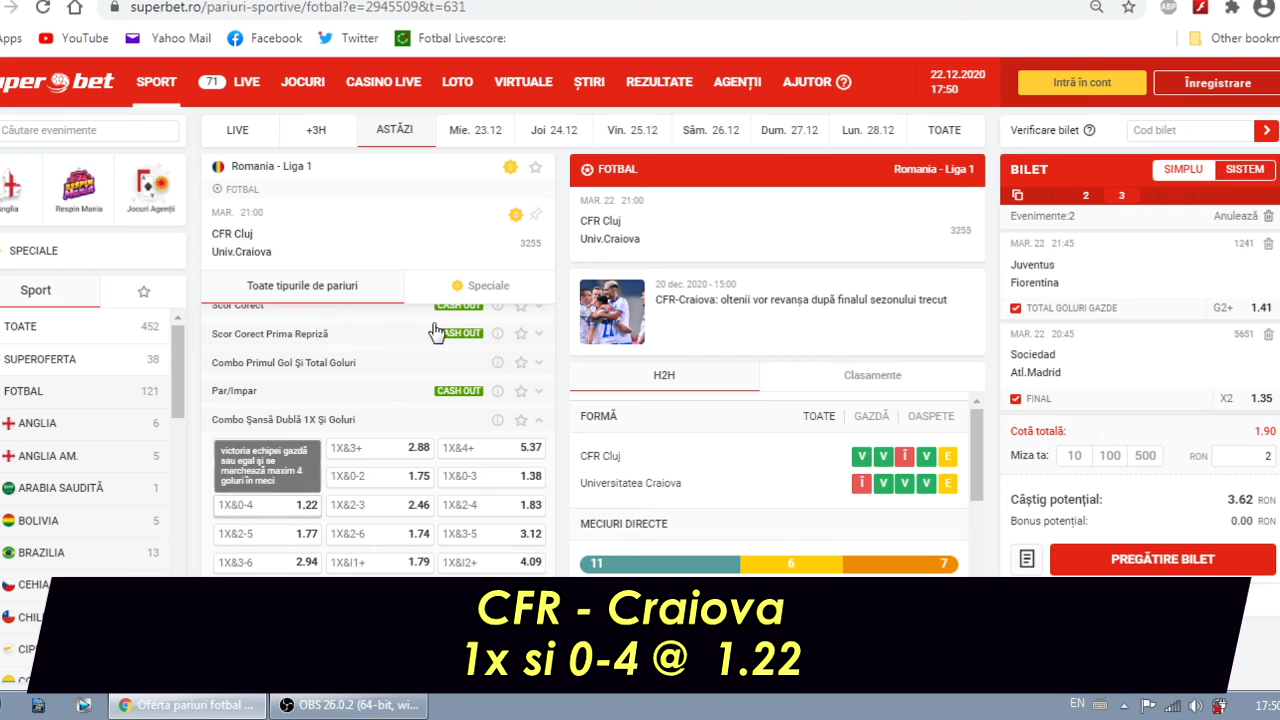 superbet.ro/pariuri-sportive/fotbal?e=2945509&t=631
ABP
Apps YouTube Yahoo Mail Facebook Twitter Fotbal Livescore: Other bookm
per bet SPORT 71 LIVE JOCURI CASINO LIVE LOTO VIRTUALE ȘTIRI REZULTATE AGENȚII AJUTOR ?
22.12.2020
17:50
Intră în cont
Înregistrare
Căutare evenimente
LIVE +3H ASTĂZI Mie. 23.12 Joi 24.12 Vin. 25.12 Sâm. 26.12 Dum. 27.12 Lun. 28.12 TOATE
Verificare bilet ? Cod bilet
nglia
Respin Mania
Jocuri Agenții
SPECIALE
Sport
TOATE 452
SUPEROFERTA 38
FOTBAL 121
ANGLIA 6
ANGLIA AM. 5
ARABIA SAUDITĂ 1
BOLIVIA 5
BRAZILIA 13
CEHIA
CHIL
CIP
Romania - Liga 1
FOTBAL
MAR. 21:00
CFR Cluj
Univ.Craiova
3255
Toate tipurile de pariuri Speciale
Scor Corect CASH OUT
Scor Corect Prima Repriză CASH OUT
Combo Primul Gol Și Total Goluri
Par/Impar CASH OUT
Combo Șansă Dublă 1X Și Goluri
victoria echipei gazdă
sau egal și se
marchează maxim 4
goluri în meci
1X&3+ 2.88 1X&4+ 5.37
1X&0-2 1.75 1X&0-3 1.38
1X&0-4 1.22 1X&2-3 2.46 1X&2-4 1.83
1X&2-5 1.77 1X&2-6 1.74 1X&3-5 3.12
1X&3-6 2.94 1X&I1+ 1.79 1X&I2+ 4.09
FOTBAL Romania - Liga 1
MAR. 22 21:00
CFR Cluj
Univ.Craiova
3255
20 dec. 2020 - 15:00
CFR-Craiova: oltenii vor revanșa după finalul sezonului trecut
H2H Clasamente
FORMĂ TOATE GAZDĂ OASPETE
CFR Cluj V V Î V E
Universitatea Craiova Î V V V E
MECIURI DIRECTE
11 6 7
BILET SIMPLU SISTEM
2 3
Evenimente:2 Anulează
MAR. 22 21:45 1241
Juventus
Fiorentina
TOTAL GOLURI GAZDE G2+ 1.41
MAR. 22 20:45 5651
Sociedad
Atl.Madrid
FINAL X2 1.35
Cotă totală: 1.90
Miza ta: 10 100 500 RON 2
Câștig potențial: 3.62 RON
Bonus potențial: 0.00 RON
PREGĂTIRE BILET
CFR - Craiova
1x si 0-4 @ 1.22
Oferta pariuri fotbal ... OBS 26.0.2 (64-bit, wi... EN 17:50